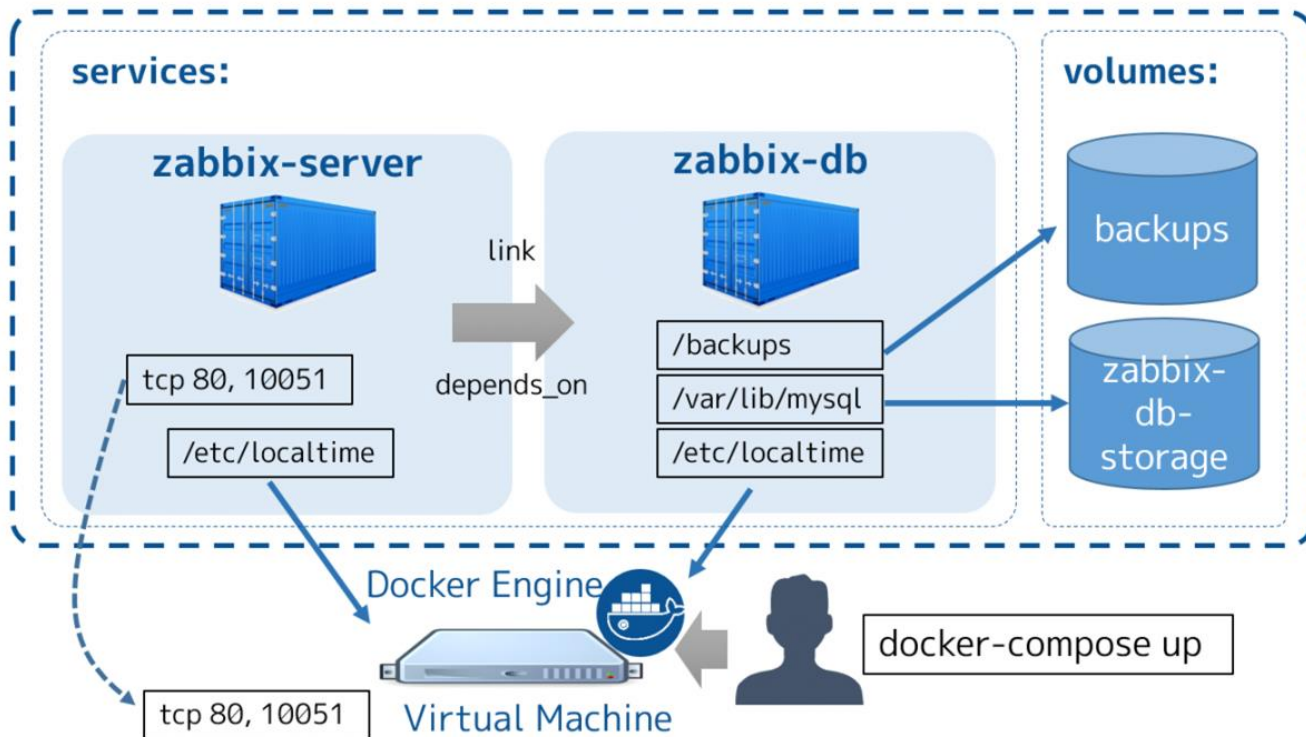 services:
volumes:
zabbix-server
zabbix-db
link
depends_on
tcp 80, 10051
/etc/localtime
/backups
/var/lib/mysql
/etc/localtime
backups
zabbix-
db-
storage
Docker Engine
docker-compose up
tcp 80, 10051
Virtual Machine